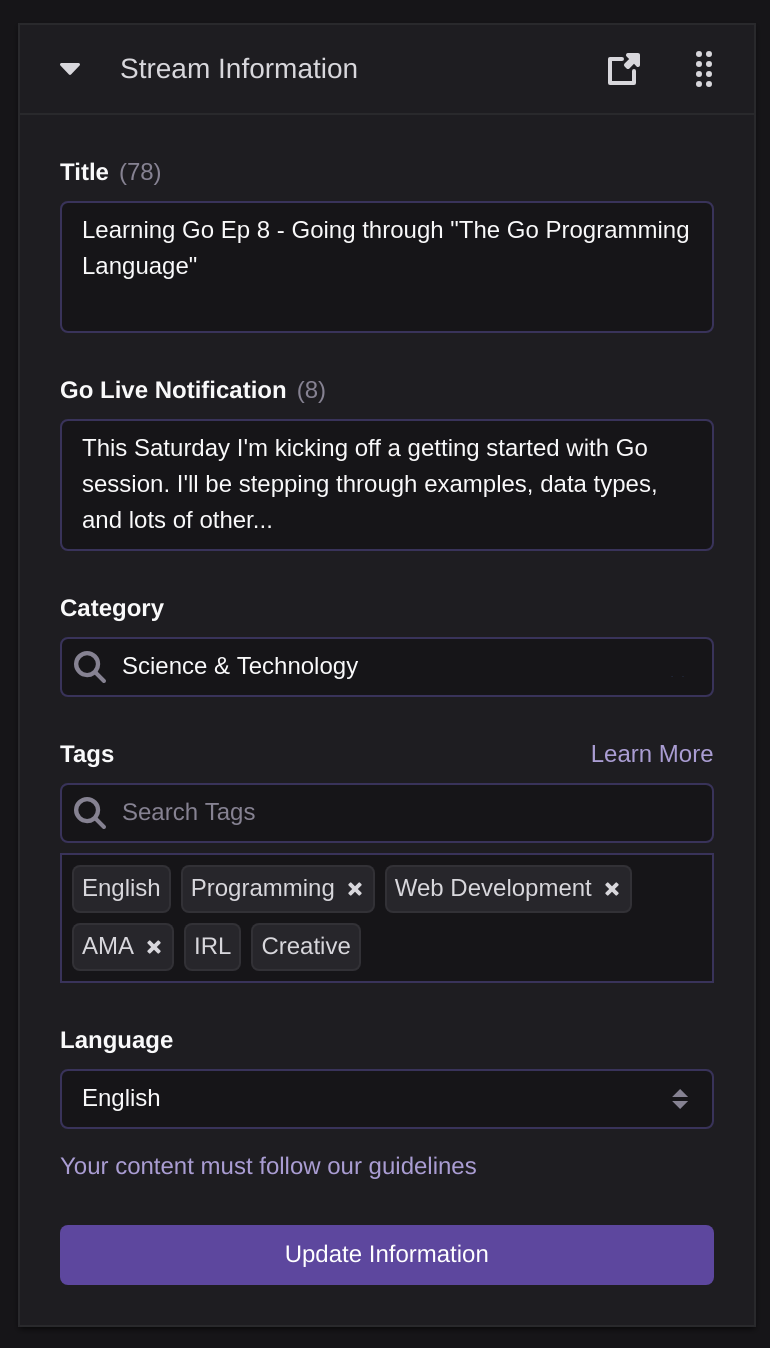 Stream Information
Title (78)
Learning Go Ep 8 - Going through "The Go Programming
Language"
Go Live Notification (8)
This Saturday I'm kicking off a getting started with Go
session. I'll be stepping through examples, data types,
and lots of other...
Category
Science & Technology
Tags Learn More
Search Tags
English Programming Web Development
AMA IRL Creative
Language
English
Your content must follow our guidelines
Update Information